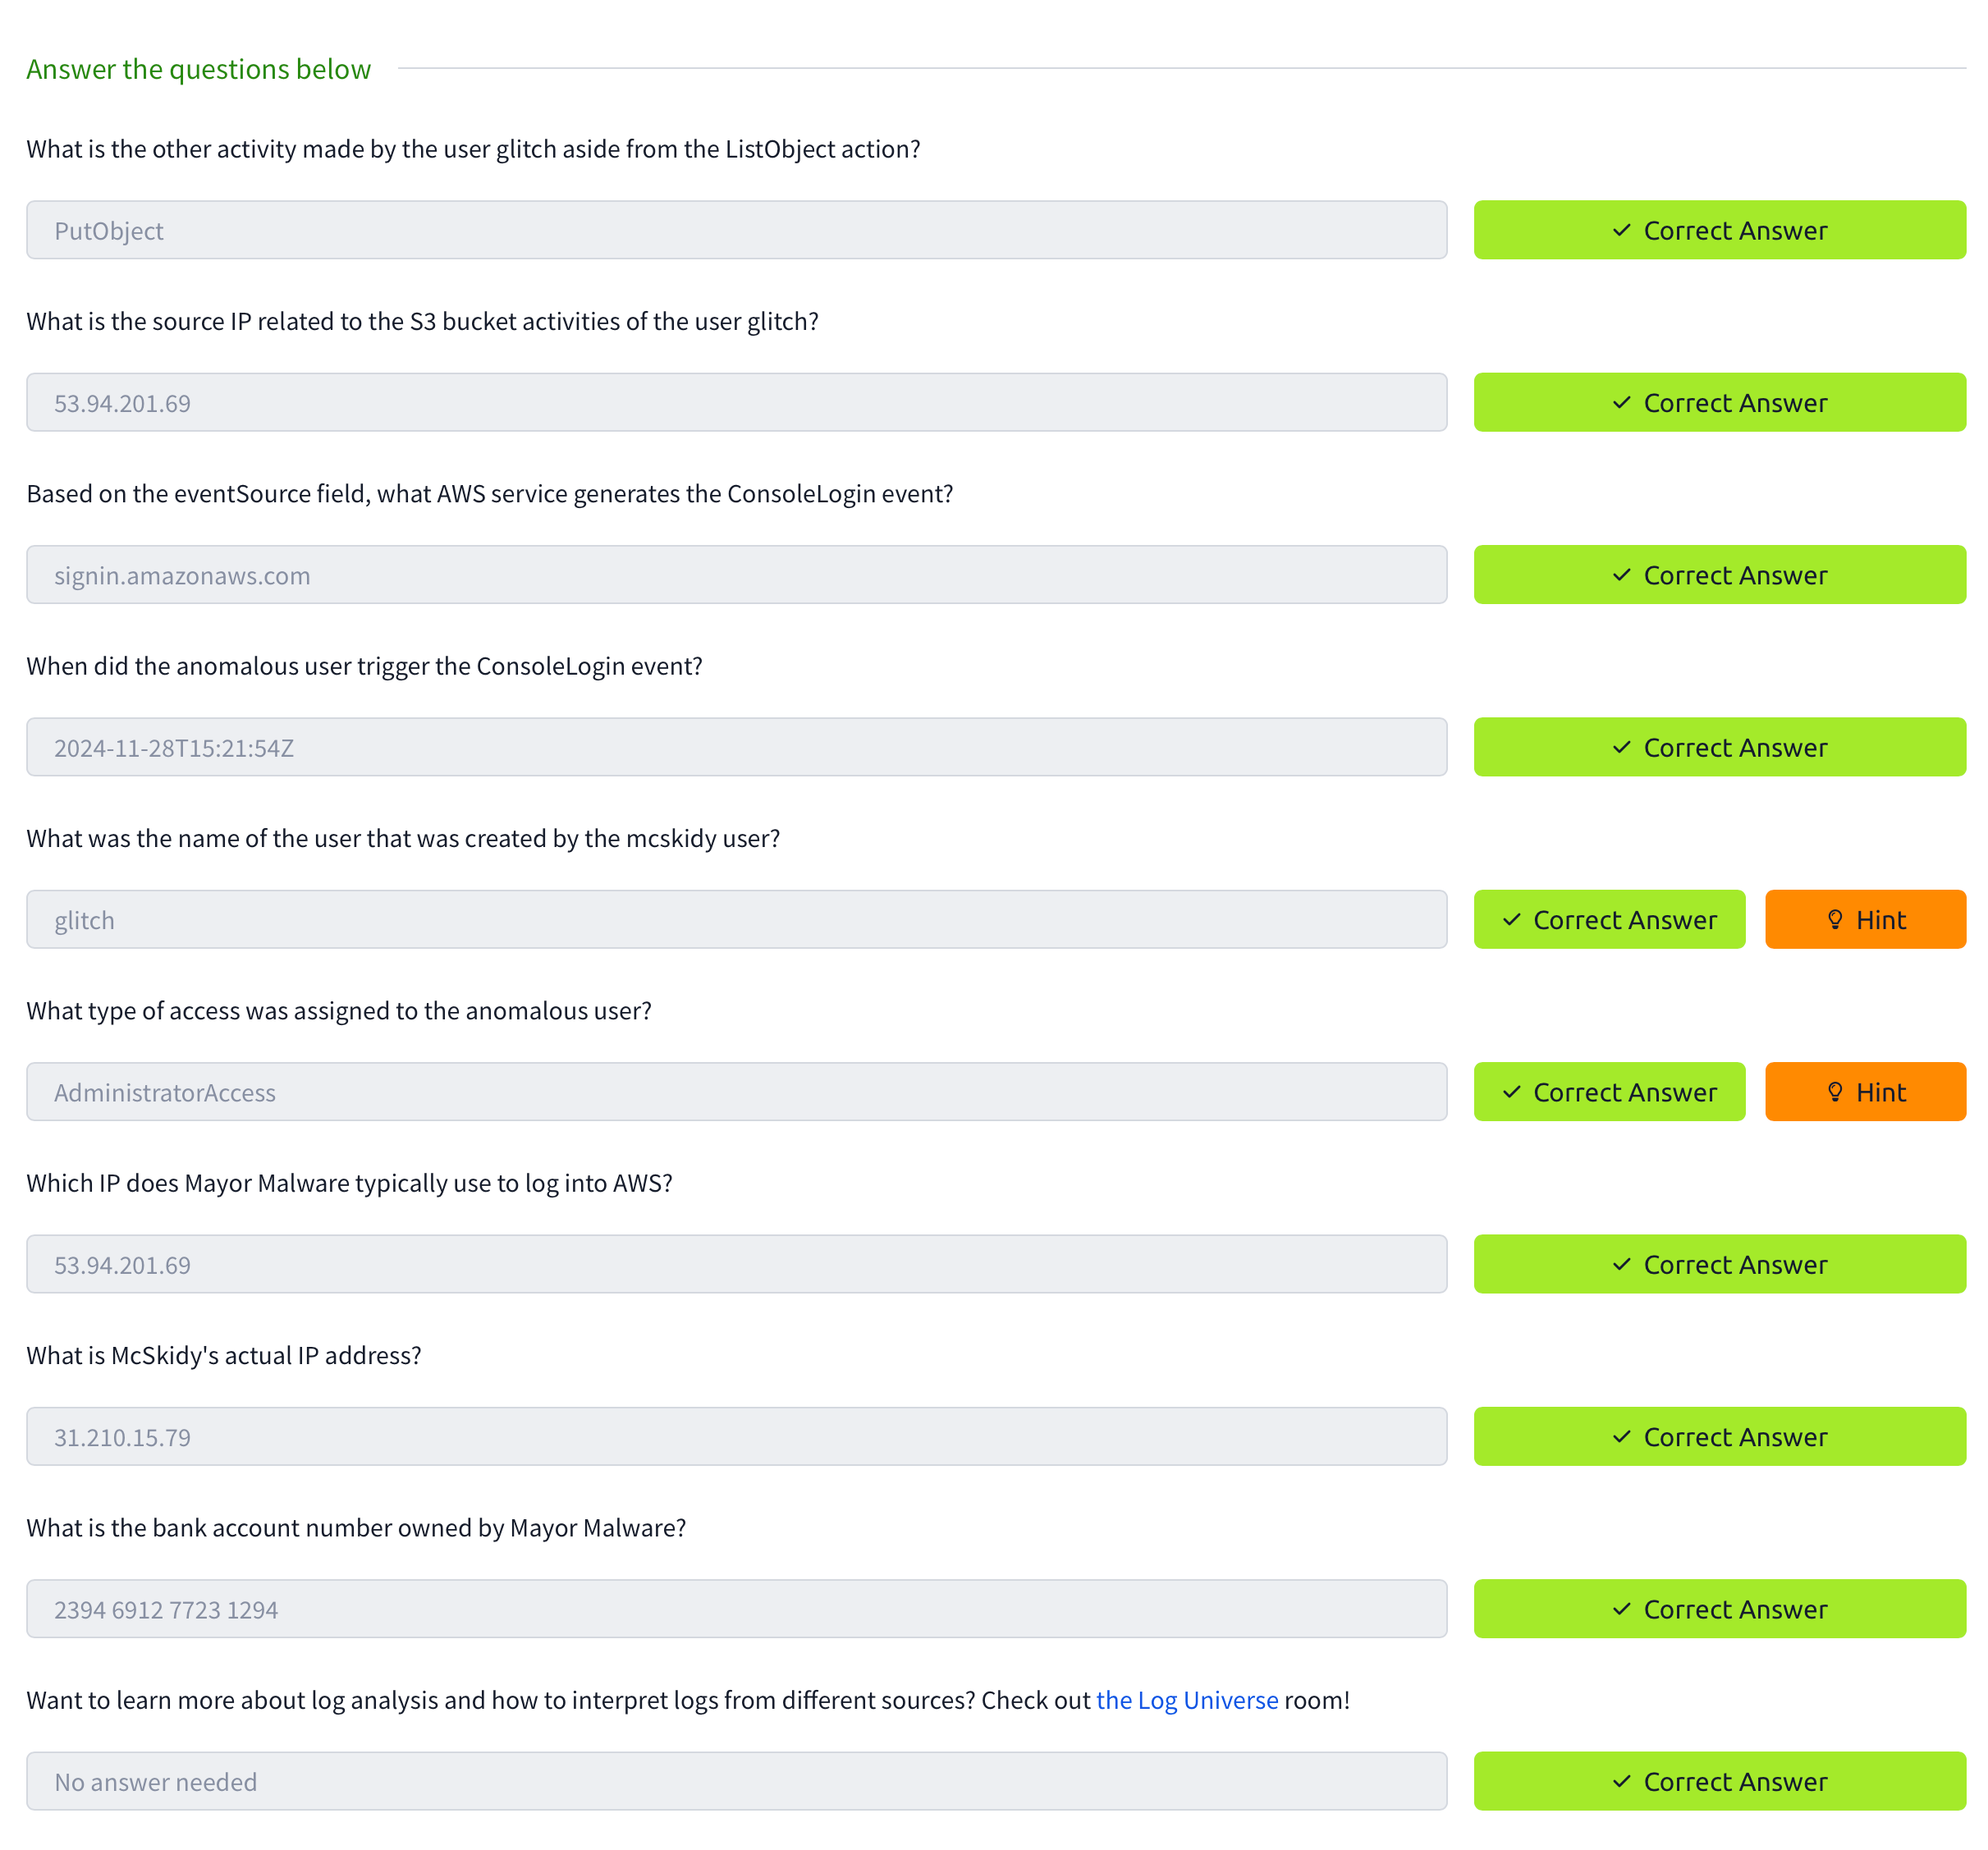 Answer the questions below
What is the other activity made by the user glitch aside from the ListObject action?
PutObject
Correct Answer
What is the source IP related to the S3 bucket activities of the user glitch?
53.94.201.69
Correct Answer
Based on the eventSource field, what AWS service generates the ConsoleLogin event?
signin.amazonaws.com
Correct Answer
When did the anomalous user trigger the ConsoleLogin event?
2024-11-28T15:21:54Z
Correct Answer
What was the name of the user that was created by the mcskidy user?
glitch
Correct Answer
Hint
What type of access was assigned to the anomalous user?
AdministratorAccess
Correct Answer
Hint
Which IP does Mayor Malware typically use to log into AWS?
53.94.201.69
Correct Answer
What is McSkidy's actual IP address?
31.210.15.79
Correct Answer
What is the bank account number owned by Mayor Malware?
2394 6912 7723 1294
Correct Answer
Want to learn more about log analysis and how to interpret logs from different sources? Check out the Log Universe room!
No answer needed
Correct Answer